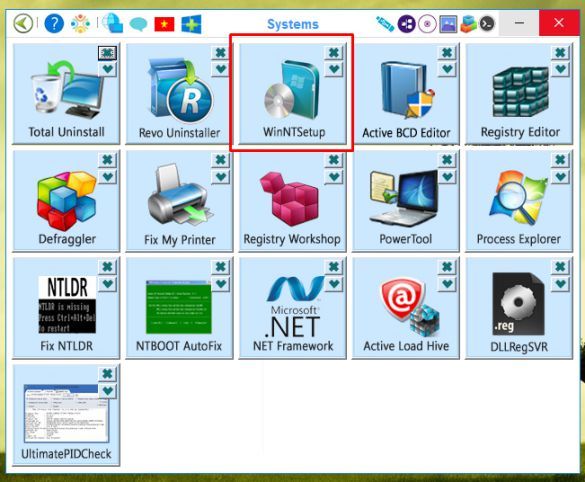 Systems
Total Uninstall
Revo Uninstaller
WinNTSetup
Active BCD Editor
Registry Editor
Defraggler
Fix My Printer
Registry Workshop
PowerTool
Process Explorer
NTLDR
NTLDR is missing
Press Ctrl+Alt+Del
to restart
Fix NTLDR
NTBOOT AutoFix
Microsoft
.NET
NET Framework
Active Load Hive
.reg
DLLRegSVR
UltimatePIDCheck